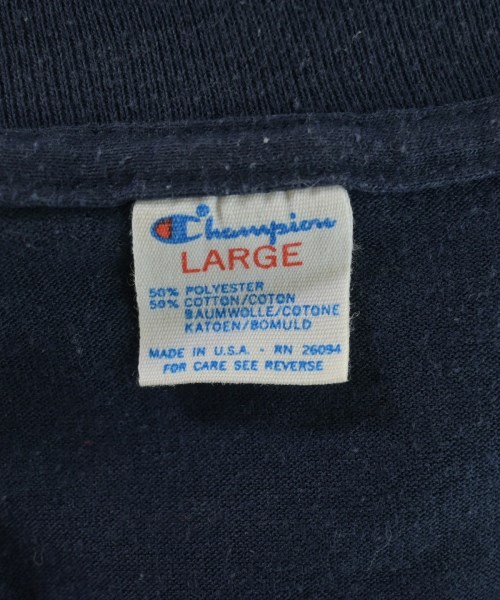 Champion
LARGE
50% POLYESTER
50% COTTON/COTON
BAUMWOLLE/COTONE
KATOEN/BOMULD
MADE IN U.S.A. - RN 26094
FOR CARE SEE REVERSE